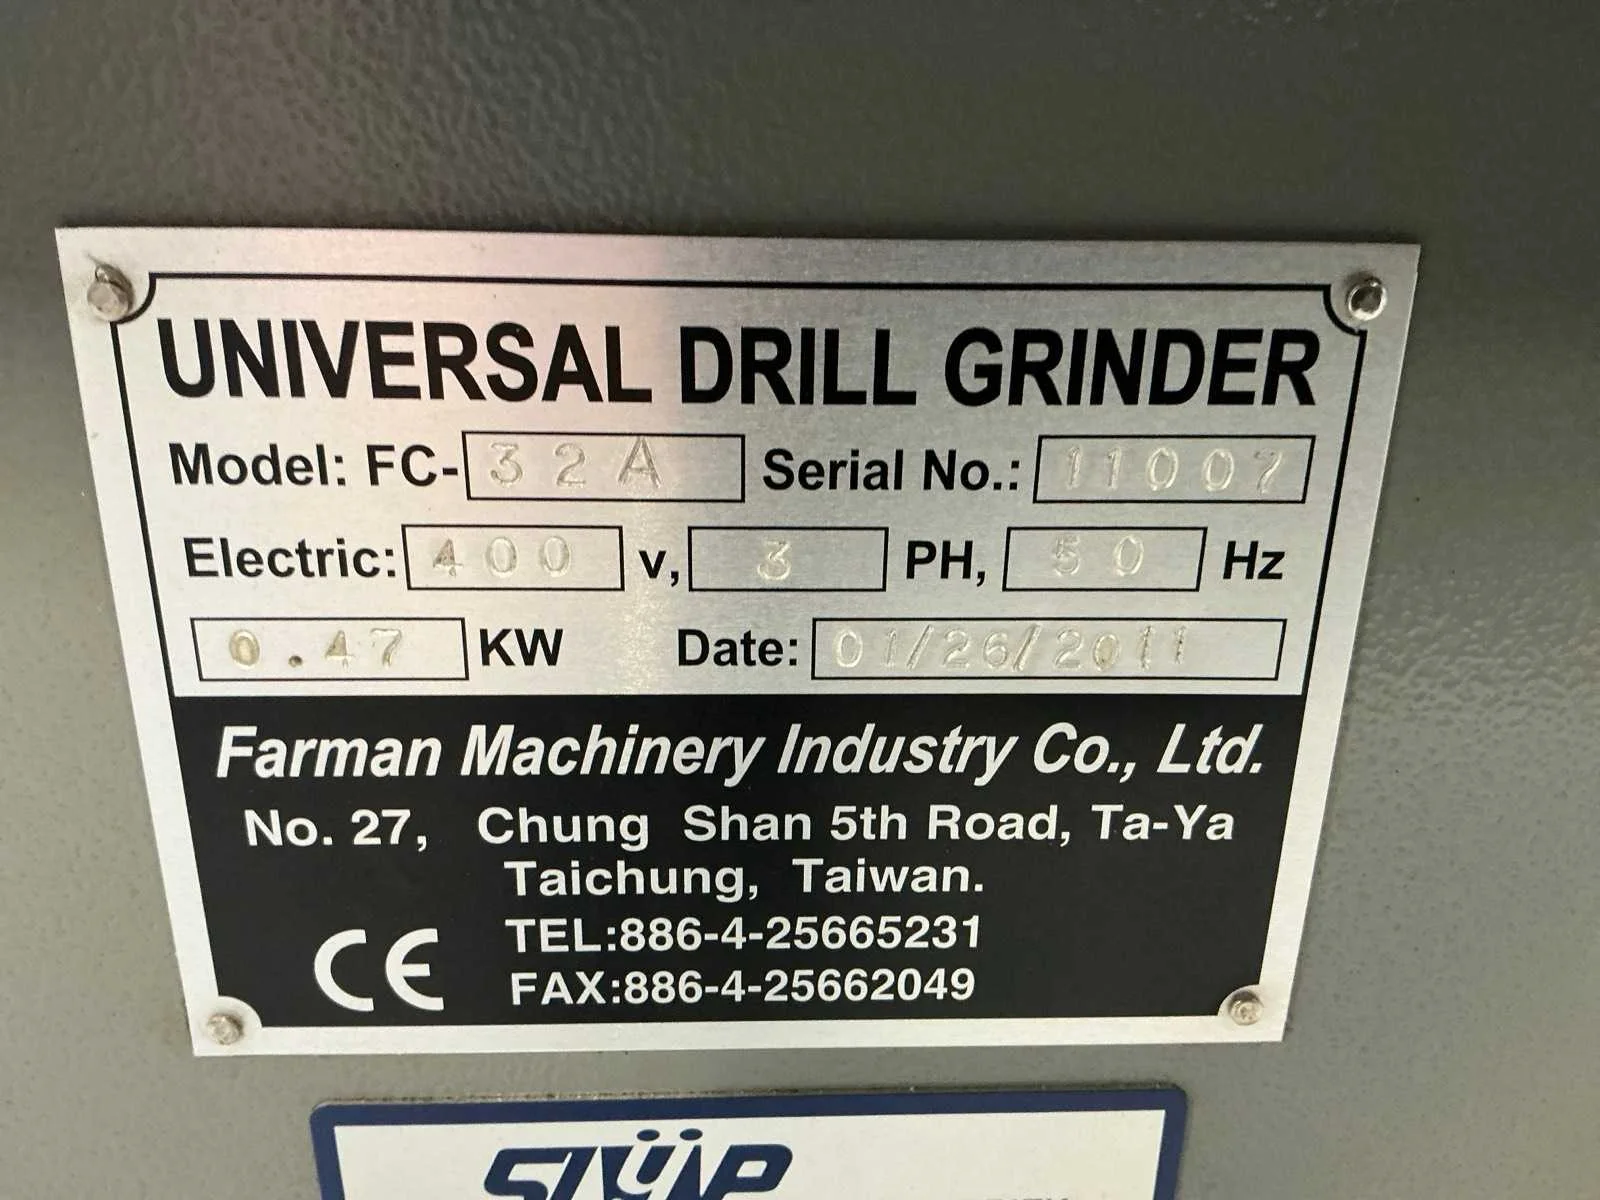 UNIVERSAL DRILL GRINDER
Model: FC-32A Serial No.: 11007
Electric: 400 v, 3 PH, 50 Hz
0.47 KW Date: 01/26/2011
Farman Machinery Industry Co., Ltd.
No. 27, Chung Shan 5th Road, Ta-Ya
Taichung, Taiwan.
TEL:886-4-25665231
FAX:886-4-25662049
CE